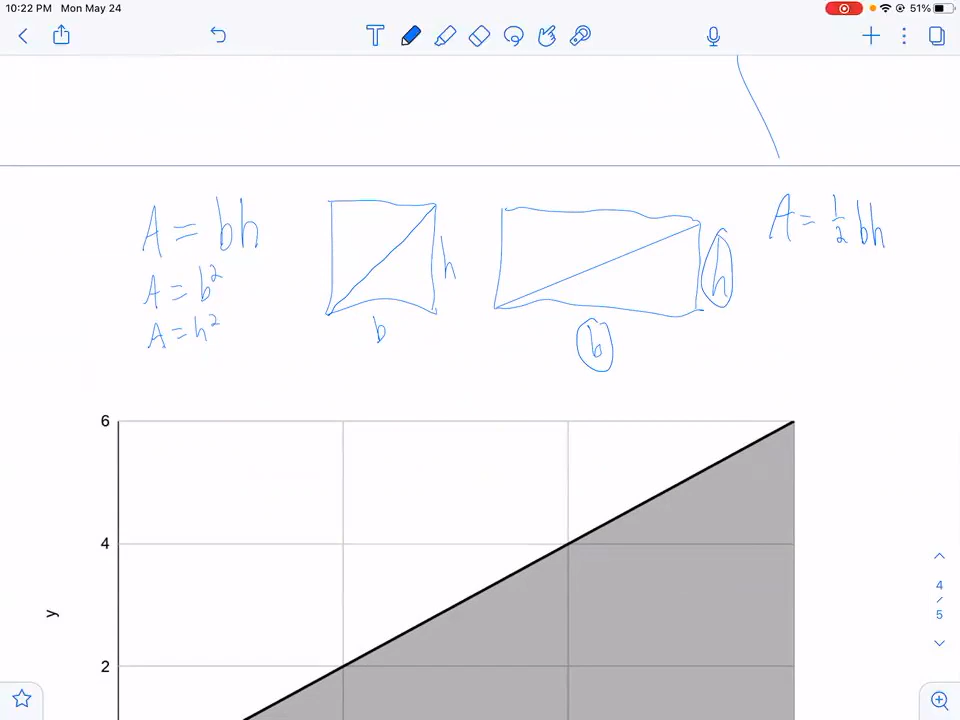 10:22 PM Mon May 24
51%
A = bh
A = b²
A = h²
h
b
h
b
A = ½ bh
6
4
2
y
4
/
5